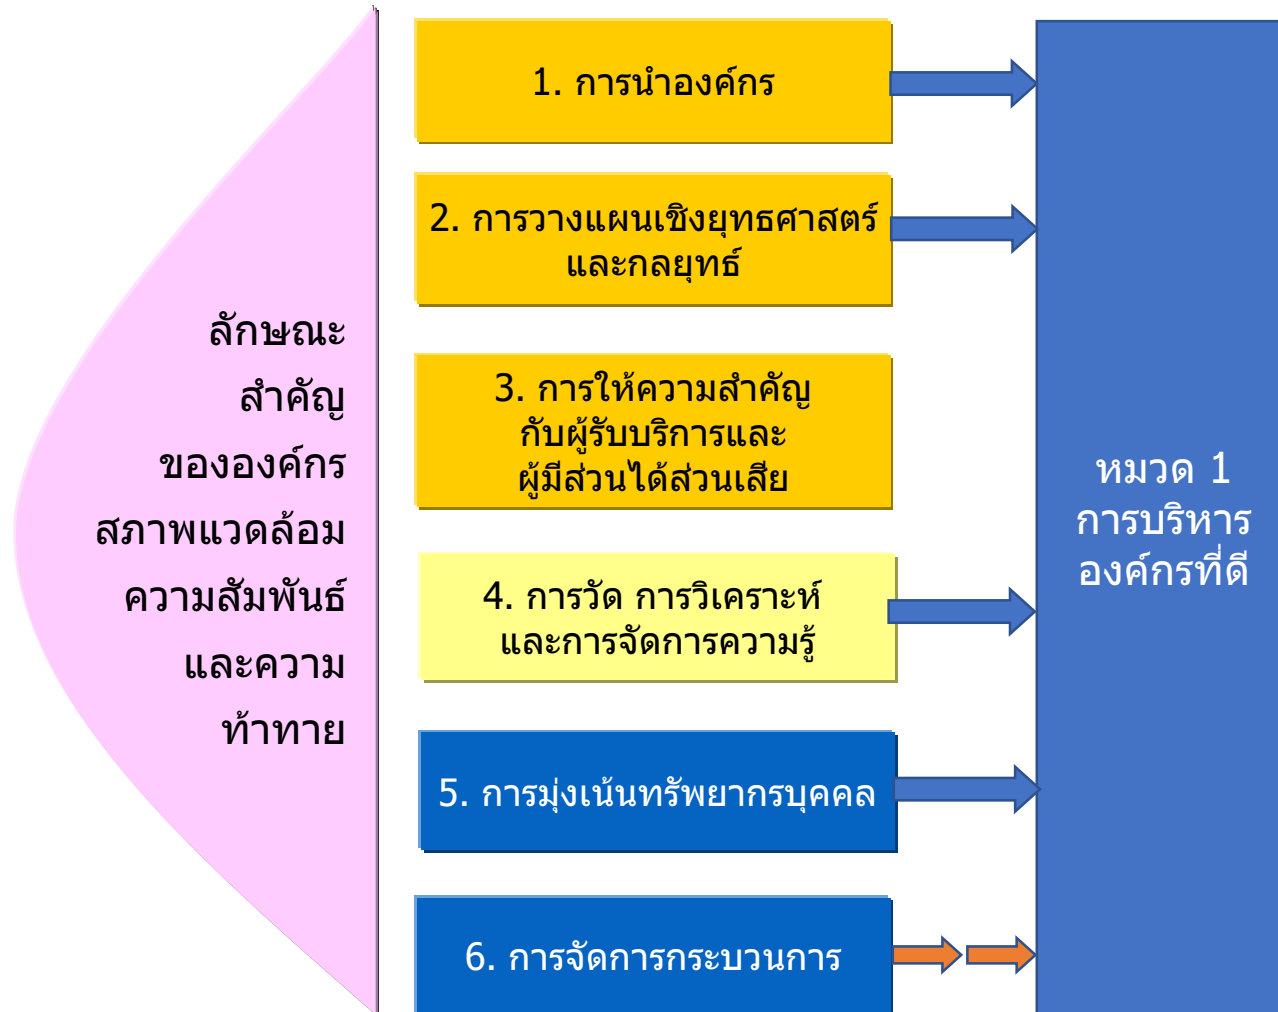 ลักษณะ
สำคัญ
ขององค์กร
สภาพแวดล้อม
ความสัมพันธ์
และความ
ท้าทาย
1. การนำองค์กร
2. การวางแผนเชิงยุทธศาสตร์
และกลยุทธ์
3. การให้ความสำคัญ
กับผู้รับบริการและ
ผู้มีส่วนได้ส่วนเสีย
4. การวัด การวิเคราะห์
และการจัดการความรู้
5. การมุ่งเน้นทรัพยากรบุคคล
6. การจัดการกระบวนการ
หมวด 1
การบริหาร
องค์กรที่ดี